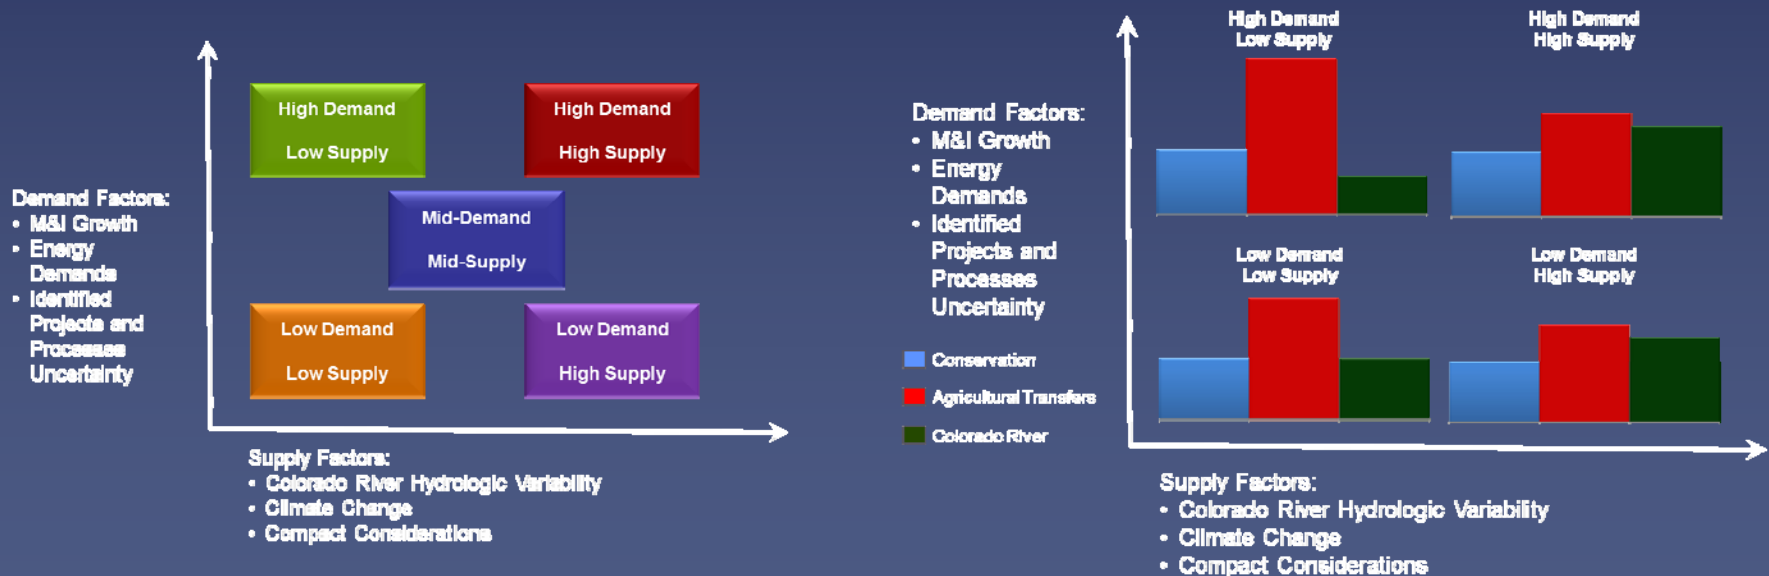 High Demand
Low Supply
High Demand
High Supply
Mid-Demand
Mid-Supply
Low Demand
Low Supply
Low Demand
High Supply
Demand Factors:
• M&I Growth
• Energy
Demands
• Identified
Projects and
Processes
Uncertainty
Supply Factors:
• Colorado River Hydrologic Variability
• Climate Change
• Compact Considerations
High Demand
Low Supply
High Demand
High Supply
Demand Factors:
• M&I Growth
• Energy
Demands
• Identified
Projects and
Processes
Uncertainty
Low Demand
Low Supply
Low Demand
High Supply
Conservation
Agricultural Transfers
Colorado River
Supply Factors:
• Colorado River Hydrologic Variability
• Climate Change
• Compact Considerations